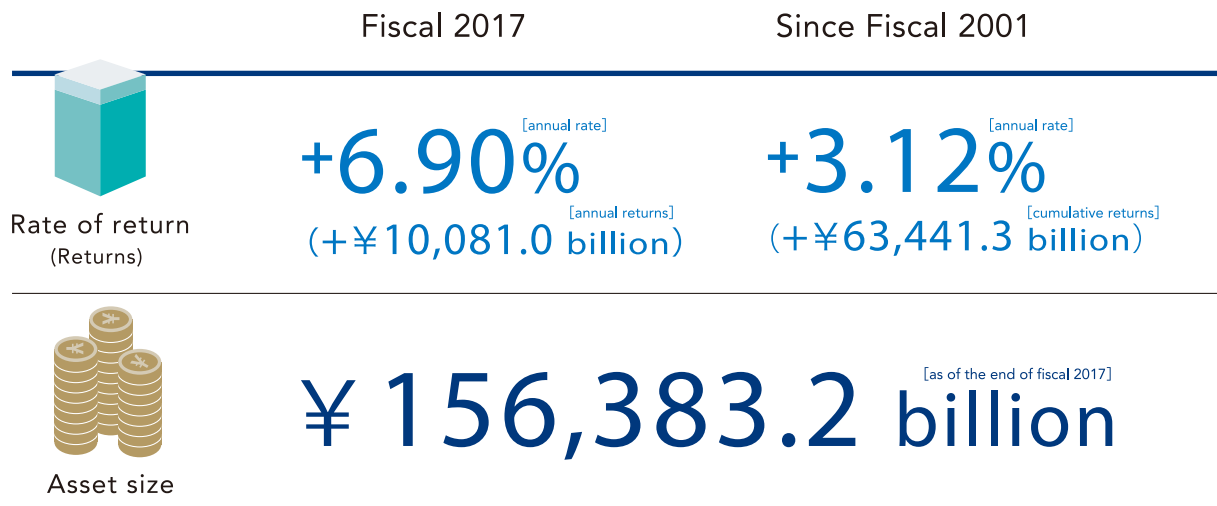 Fiscal 2017
Since Fiscal 2001
Rate of return
(Returns)
+6.90% [annual rate]
(+¥10,081.0 billion) [annual returns]
+3.12% [annual rate]
(+¥63,441.3 billion) [cumulative returns]
¥ ¥ ¥
Asset size
¥156,383.2 billion [as of the end of fiscal 2017]